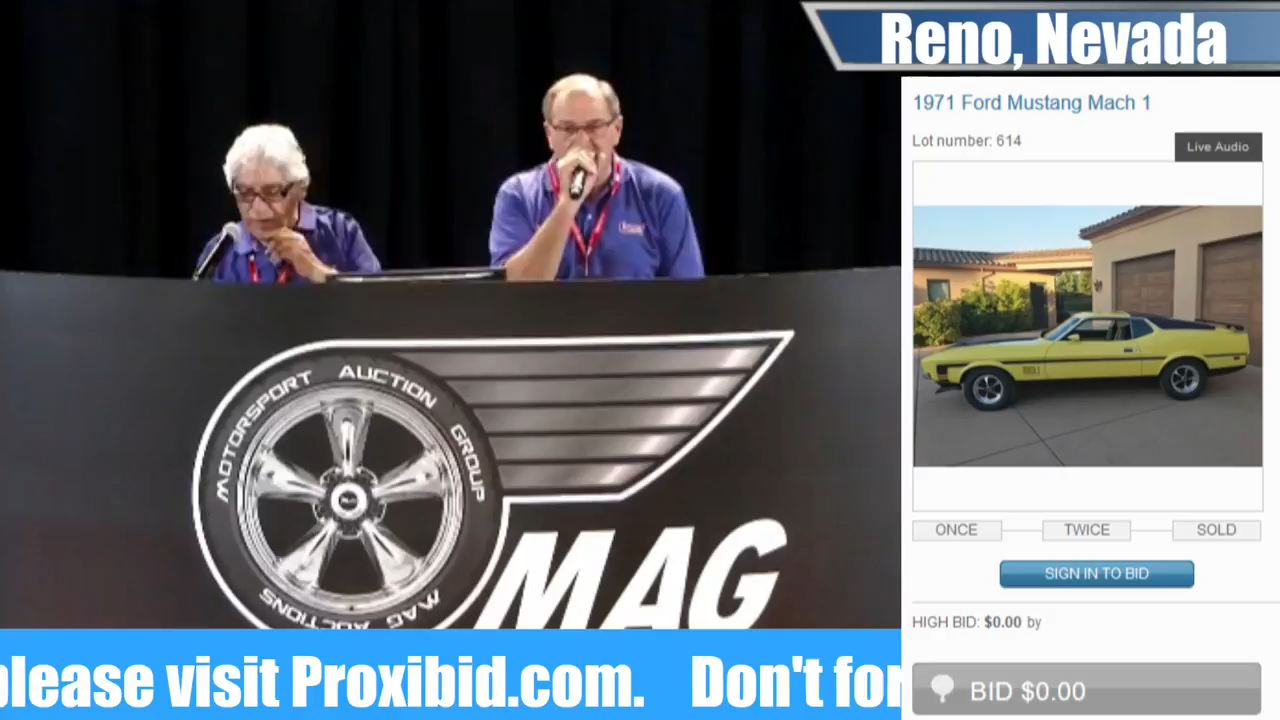 Reno, Nevada
1971 Ford Mustang Mach 1
Lot number: 614
Live Audio
MOTORSPORT AUCTION GROUP
MAG AUCTIONS
MAG
ONCE
TWICE
SOLD
SIGN IN TO BID
HIGH BID: $0.00 by
BID $0.00
please visit Proxibid.com. Don't for